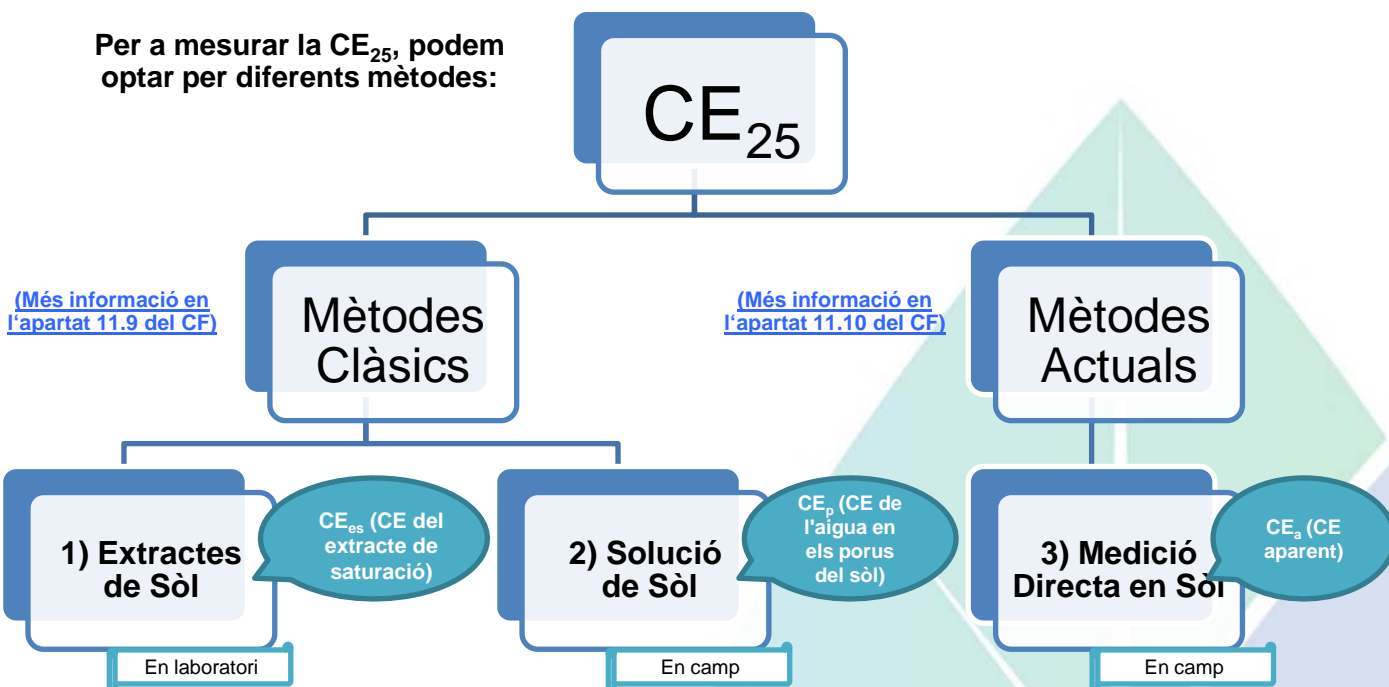 Per a mesurar la CE25, podem
optar per diferents mètodes:
CE25
(Més informació en
l‘apartat 11.9 del CF)
Mètodes
Clàsics
(Més informació en
l‘apartat 11.10 del CF)
Mètodes
Actuals
1) Extractes
de Sòl
CEes (CE del
extracte de
saturació)
En laboratori
2) Solució
de Sòl
CEp (CE de
l'aigua en
els porus
del sòl)
En camp
3) Medició
Directa en Sòl
CEa (CE
aparent)
En camp